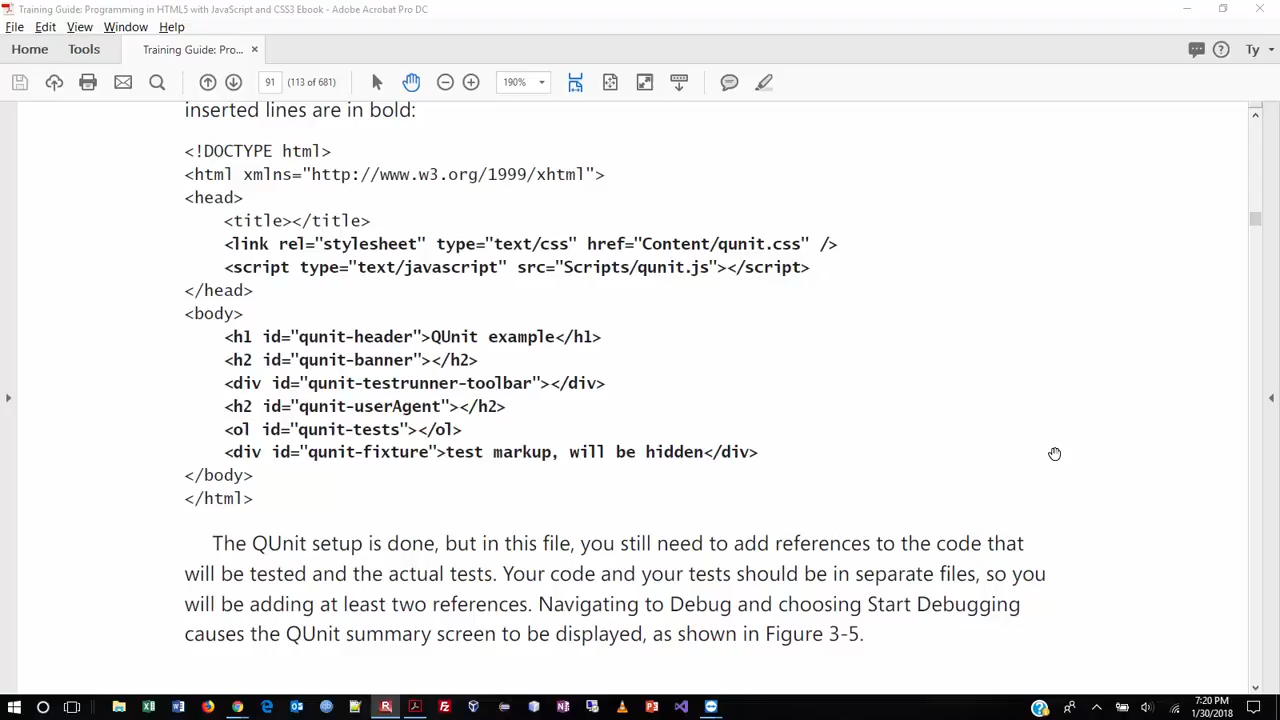 Training Guide: Programming in HTML5 with JavaScript and CSS3 Ebook - Adobe Acrobat Pro DC
File Edit View Window Help
Home Tools Training Guide: Pro... ×
91 (113 of 681) 190% Ty
inserted lines are in bold:
<!DOCTYPE html>
<html xmlns="http://www.w3.org/1999/xhtml">
<head>
<title></title>
<link rel="stylesheet" type="text/css" href="Content/qunit.css" />
<script type="text/javascript" src="Scripts/qunit.js"></script>
</head>
<body>
<h1 id="qunit-header">QUnit example</h1>
<h2 id="qunit-banner"></h2>
<div id="qunit-testrunner-toolbar"></div>
<h2 id="qunit-userAgent"></h2>
<ol id="qunit-tests"></ol>
<div id="qunit-fixture">test markup, will be hidden</div>
</body>
</html>
The QUnit setup is done, but in this file, you still need to add references to the code that
will be tested and the actual tests. Your code and your tests should be in separate files, so you
will be adding at least two references. Navigating to Debug and choosing Start Debugging
causes the QUnit summary screen to be displayed, as shown in Figure 3-5.
7:20 PM
1/30/2018